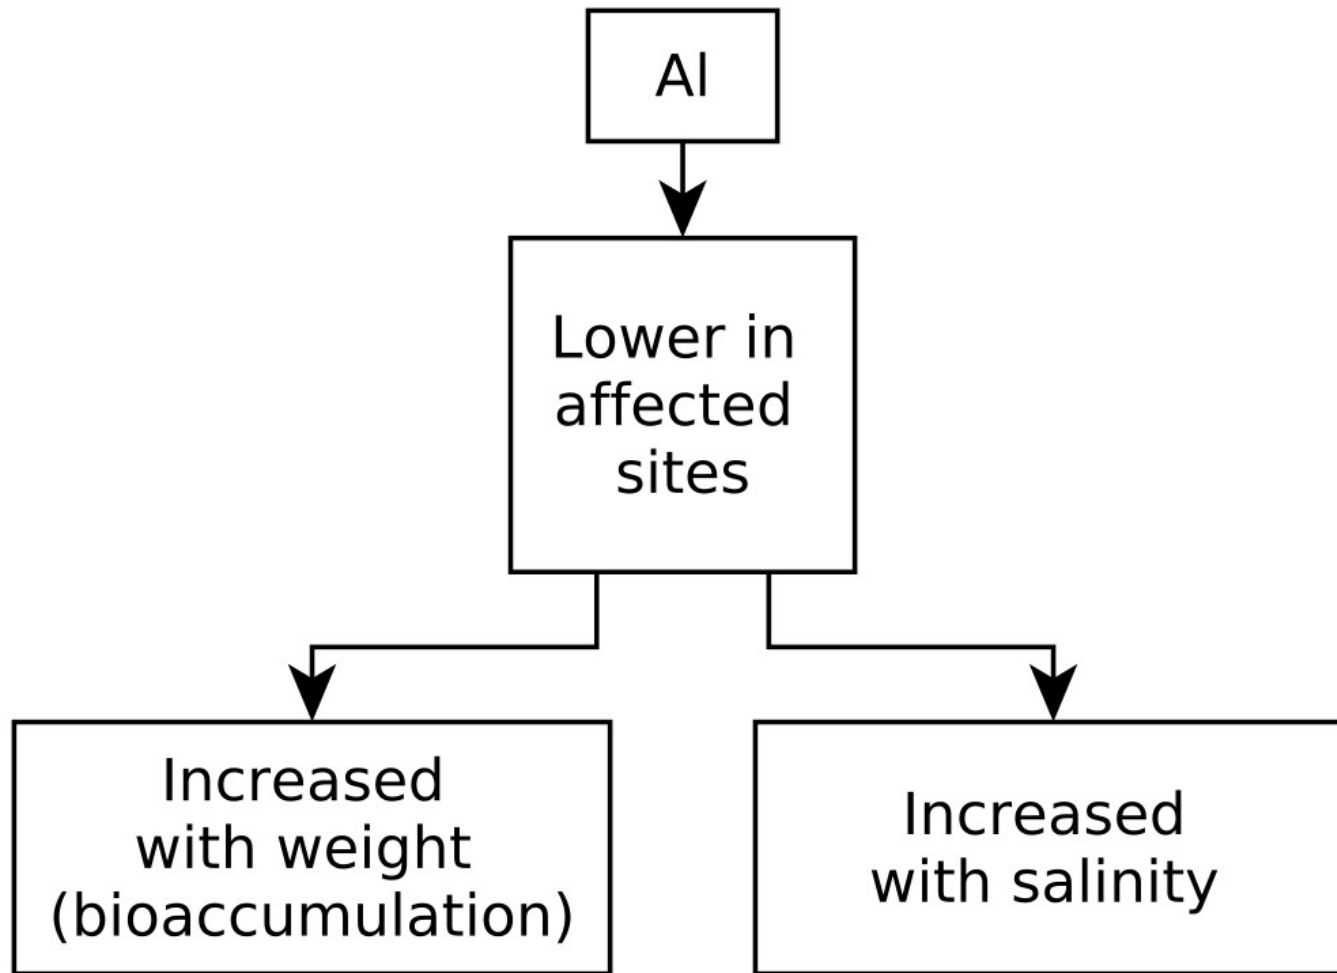 Al
Lower in
affected
sites
Increased
with weight
(bioaccumulation)
Increased
with salinity